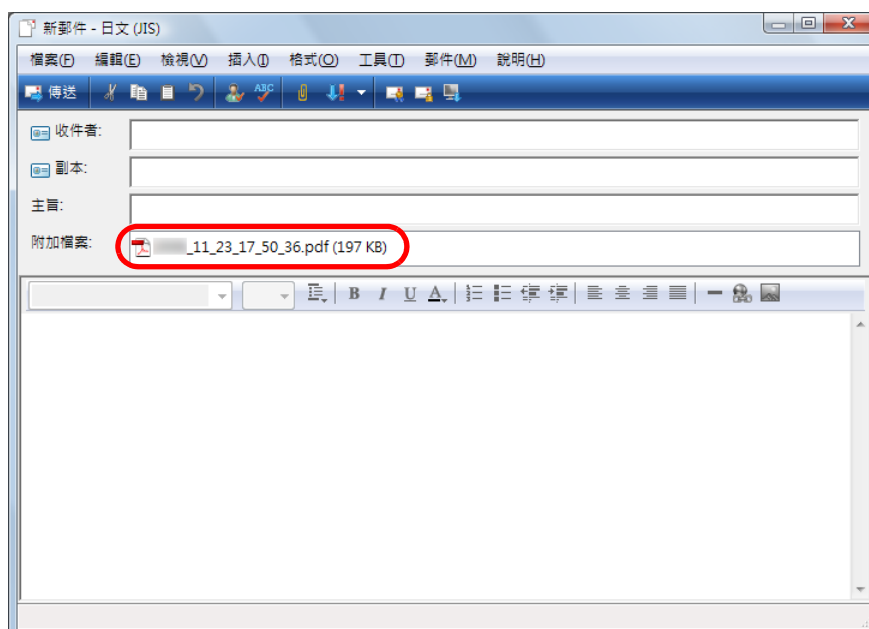 新郵件 - 日文 (JIS)
檔案(F) 編輯(E) 檢視(V) 插入(I) 格式(O) 工具(T) 郵件(M) 說明(H)
傳送 ABC
收件者:
副本:
主旨:
附加檔案: _11_23_17_50_36.pdf (197 KB)
B I U A